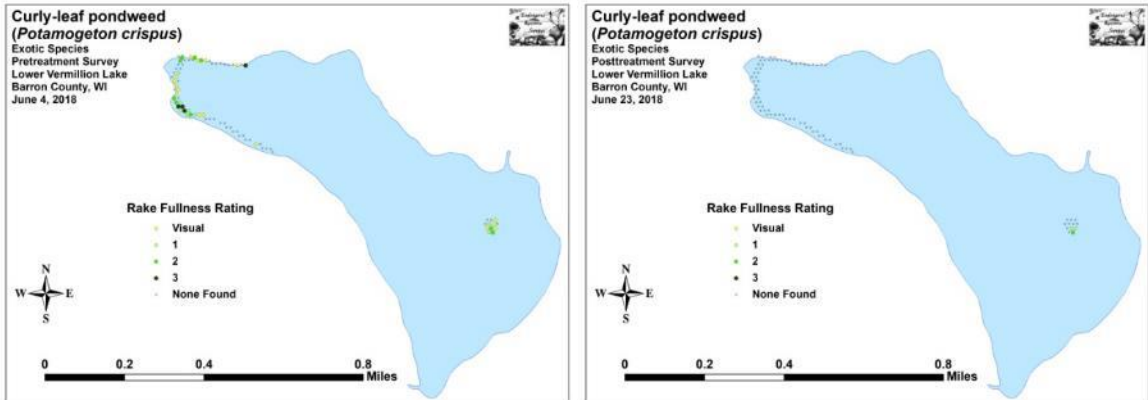 Curly-leaf pondweed
(Potamogeton crispus)
Exotic Species
Pretreatment Survey
Lower Vermillion Lake
Barron County, WI
June 4, 2018
Rake Fullness Rating
Visual
1
2
3
None Found
N
W E
S
0 0.2 0.4 0.8
Miles
Curly-leaf pondweed
(Potamogeton crispus)
Exotic Species
Posttreatment Survey
Lower Vermillion Lake
Barron County, WI
June 23, 2018
Rake Fullness Rating
Visual
1
2
3
None Found
N
W E
S
0 0.2 0.4 0.8
Miles